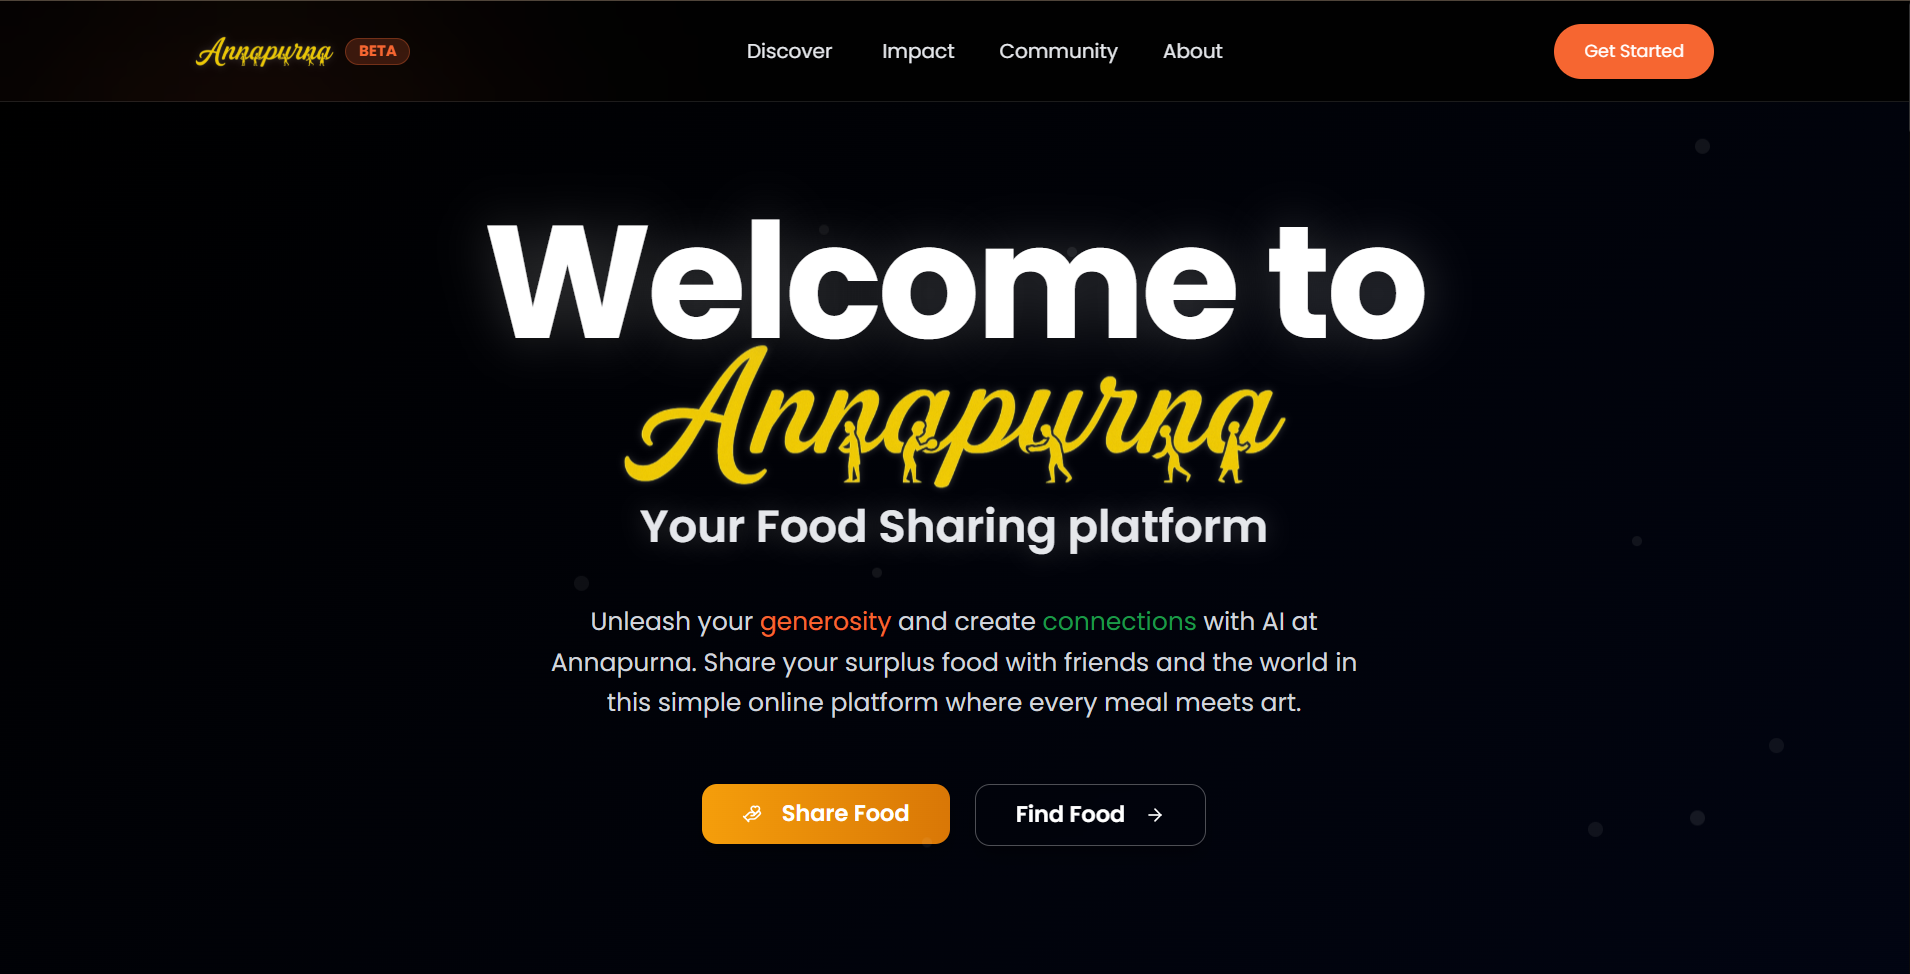 Annapurna BETA
Discover Impact Community About
Get Started
Welcome to
Annapurna
Your Food Sharing platform
Unleash your generosity and create connections with AI at
Annapurna. Share your surplus food with friends and the world in
this simple online platform where every meal meets art.
Share Food
Find Food →